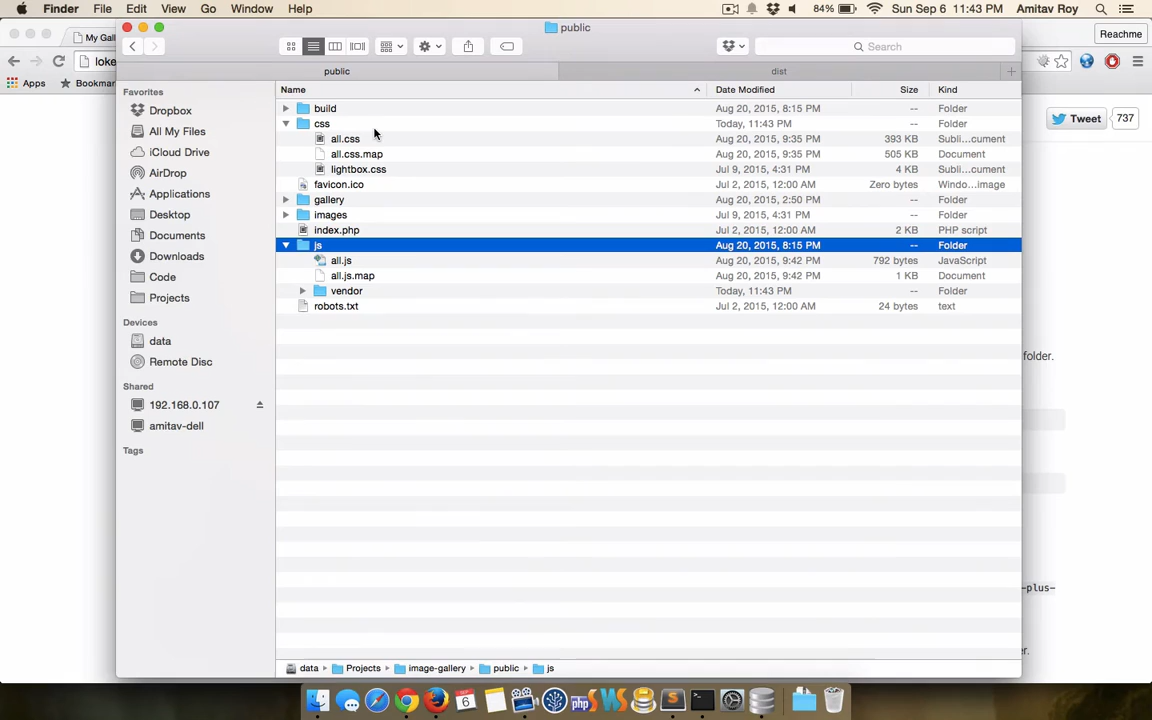 Finder File Edit View Go Window Help 84% Sun Sep 6 11:43 PM Amitav Roy
public
My Gal
Reachme
loke
Search
Apps
Bookmar
public dist
Tweet 737
Favorites
Dropbox
All My Files
iCloud Drive
AirDrop
Applications
Desktop
Documents
Downloads
Code
Projects
Devices
data
Remote Disc
Shared
192.168.0.107
amitav-dell
Tags
Name Date Modified Size Kind
build Aug 20, 2015, 8:15 PM -- Folder
css Today, 11:43 PM -- Folder
all.css Aug 20, 2015, 9:35 PM 393 KB Subli...cument
all.css.map Aug 20, 2015, 9:35 PM 505 KB Document
lightbox.css Jul 9, 2015, 4:31 PM 4 KB Subli...cument
favicon.ico Jul 2, 2015, 12:00 AM Zero bytes Windo...image
gallery Aug 20, 2015, 2:50 PM -- Folder
images Jul 9, 2015, 4:31 PM -- Folder
index.php Jul 2, 2015, 12:00 AM 2 KB PHP script
js Aug 20, 2015, 8:15 PM -- Folder
all.js Aug 20, 2015, 9:42 PM 792 bytes JavaScript
all.js.map Aug 20, 2015, 9:42 PM 1 KB Document
vendor Today, 11:43 PM -- Folder
robots.txt Jul 2, 2015, 12:00 AM 24 bytes text
folder.
-plus-
er.
data Projects image-gallery public js
6
php
WS
S